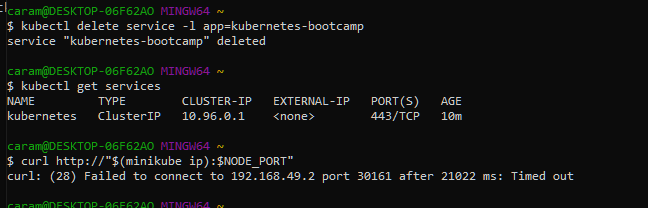 caram@DESKTOP-06F62AO MINGW64 ~
$ kubectl delete service -l app=kubernetes-bootcamp
service "kubernetes-bootcamp" deleted
caram@DESKTOP-06F62AO MINGW64 ~
$ kubectl get services
NAME TYPE CLUSTER-IP EXTERNAL-IP PORT(S) AGE
kubernetes ClusterIP 10.96.0.1 <none> 443/TCP 10m
caram@DESKTOP-06F62AO MINGW64 ~
$ curl http://"$(minikube ip):$NODE_PORT"
curl: (28) Failed to connect to 192.168.49.2 port 30161 after 21022 ms: Timed out
caram@DESKTOP-06F62AO MINGW64 ~